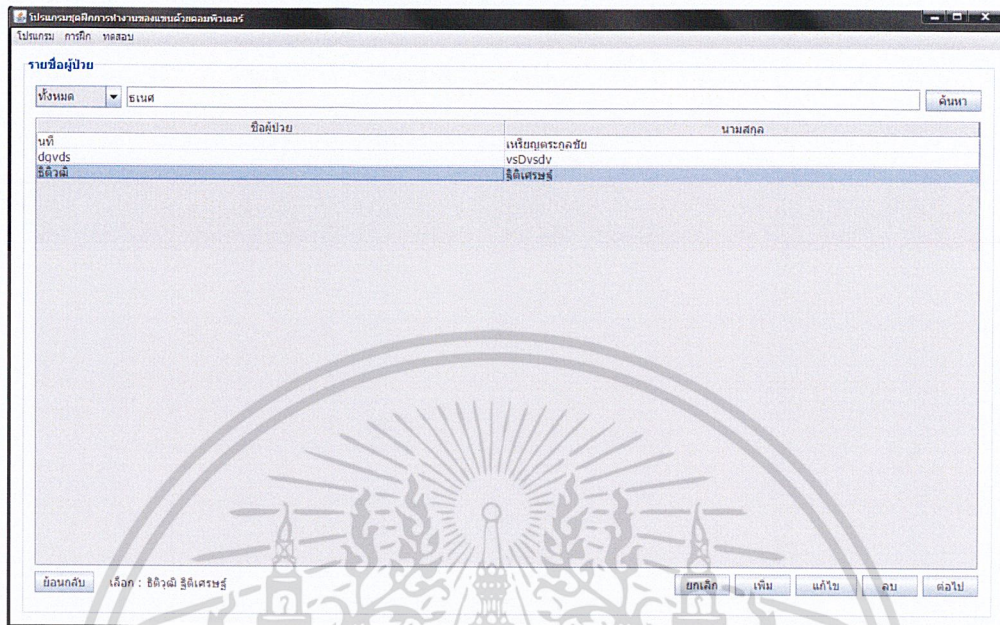 โปรแกรมชุดฝึกการทำงานของแขนด้วยคอมพิวเตอร์
โปรแกรม การฝึก ทดสอบ
รายชื่อผู้ป่วย
ทั้งหมด ธเนศ ค้นหา
ชื่อผู้ป่วย นามสกุล
นที เหรียญตระกูลชัย
dqvds vsDvsdv
ธิติวุฒิ ฐิติเศรษฐ์
ย้อนกลับ เลือก : ธิติวุฒิ ฐิติเศรษฐ์ ยกเลิก เพิ่ม แก้ไข ลบ ต่อไป